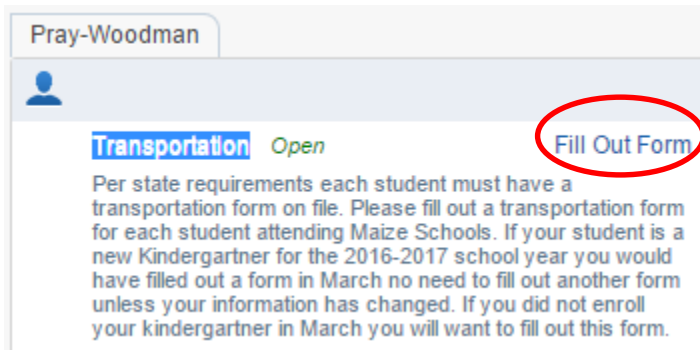 Pray-Woodman
Transportation Open Fill Out Form
Per state requirements each student must have a
transportation form on file. Please fill out a transportation form
for each student attending Maize Schools. If your student is a
new Kindergartner for the 2016-2017 school year you would
have filled out a form in March no need to fill out another form
unless your information has changed. If you did not enroll
your kindergartner in March you will want to fill out this form.